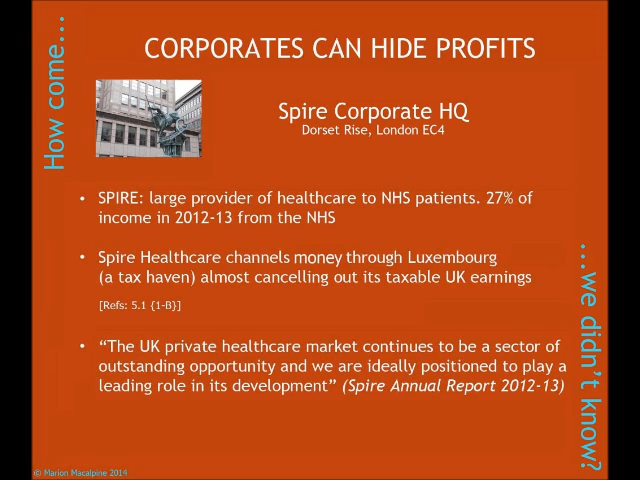 How come...
CORPORATES CAN HIDE PROFITS
Spire Corporate HQ
Dorset Rise, London EC4
• SPIRE: large provider of healthcare to NHS patients. 27% of
income in 2012-13 from the NHS
• Spire Healthcare channels money through Luxembourg
(a tax haven) almost cancelling out its taxable UK earnings
[Refs: 5.1 {1-B}]
• “The UK private healthcare market continues to be a sector of
outstanding opportunity and we are ideally positioned to play a
leading role in its development” (Spire Annual Report 2012-13)
...we didn't know?
© Marion Macalpine 2014